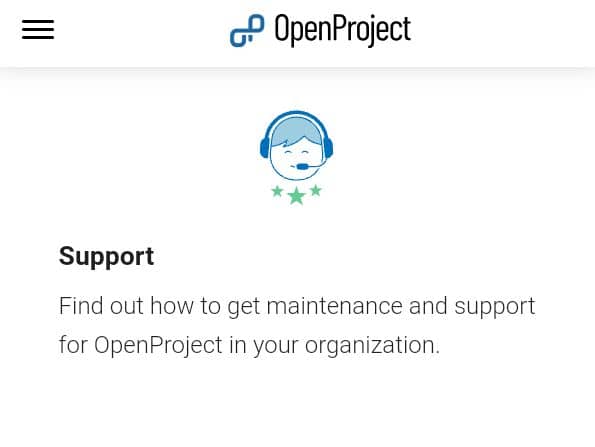 OpenProject
Support
Find out how to get maintenance and support
for OpenProject in your organization.